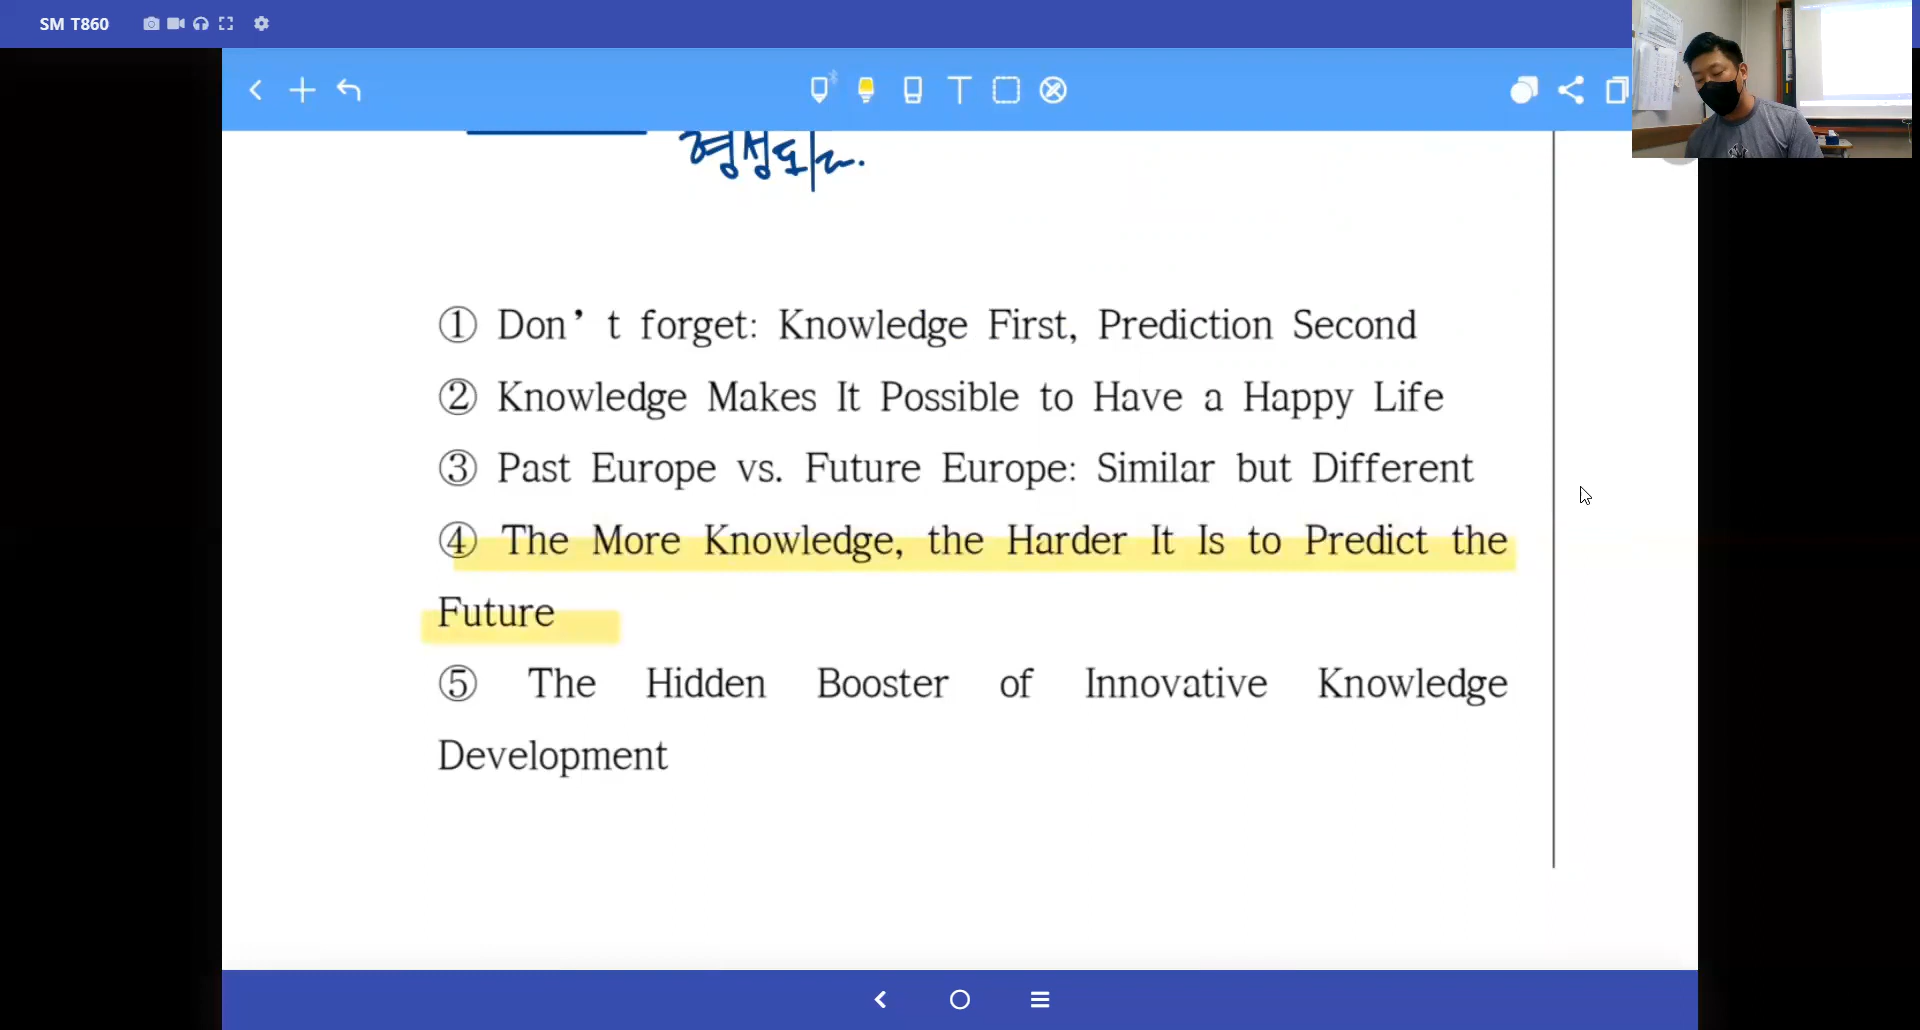 SM T860
형성되고.
① Don’t forget: Knowledge First, Prediction Second
② Knowledge Makes It Possible to Have a Happy Life
③ Past Europe vs. Future Europe: Similar but Different
④ The More Knowledge, the Harder It Is to Predict the
Future
⑤ The Hidden Booster of Innovative Knowledge
Development